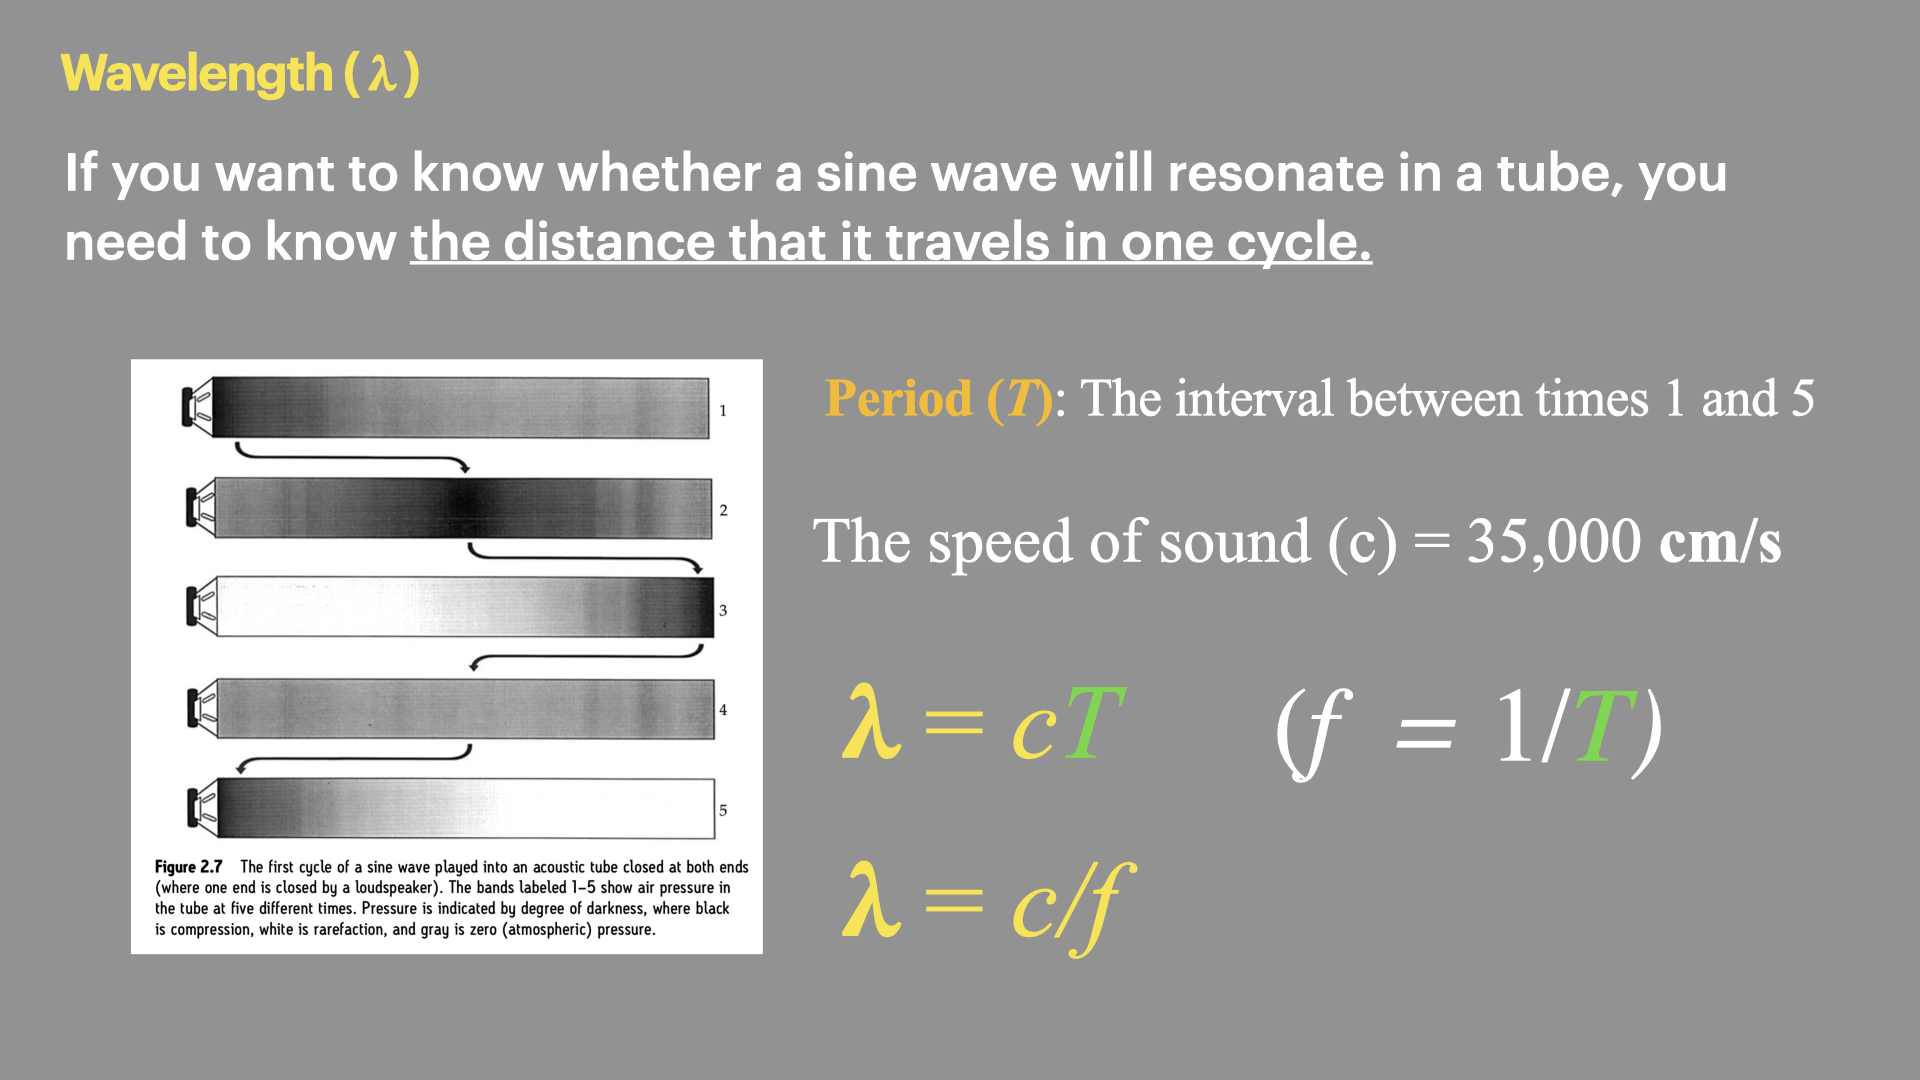 Wavelength (λ)
If you want to know whether a sine wave will resonate in a tube, you
need to know the distance that it travels in one cycle.
1
2
3
4
5
Figure 2.7 The first cycle of a sine wave played into an acoustic tube closed at both ends
(where one end is closed by a loudspeaker). The bands labeled 1–5 show air pressure in
the tube at five different times. Pressure is indicated by degree of darkness, where black
is compression, white is rarefaction, and gray is zero (atmospheric) pressure.
Period (T): The interval between times 1 and 5
The speed of sound (c) = 35,000 cm/s
λ = cT (f = 1/T)
λ = c/f